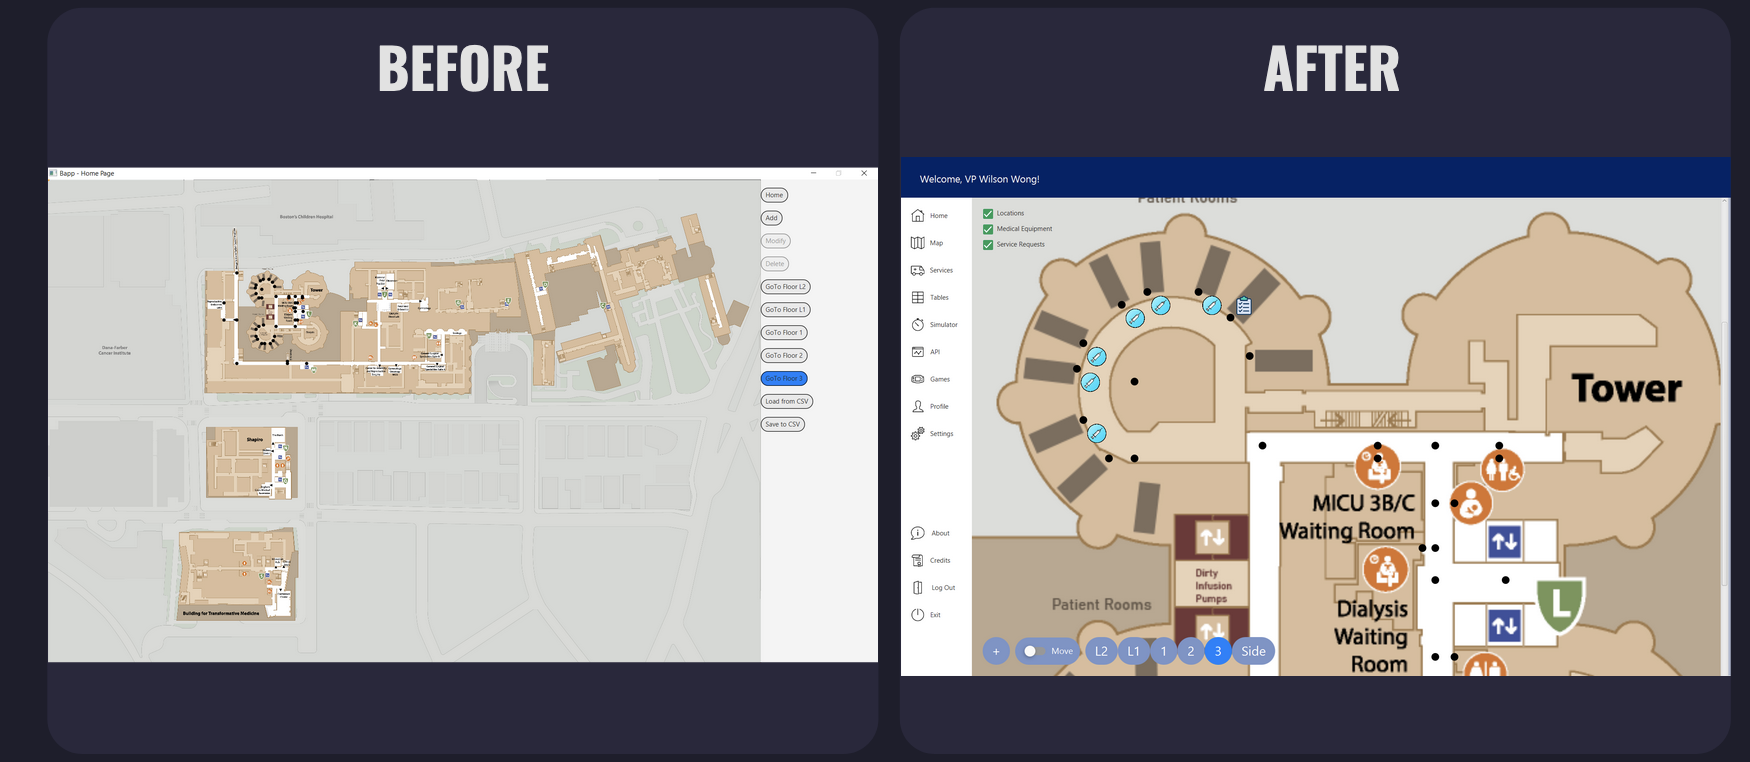 BEFORE
Bapp - Home Page
Boston's Children Hospital
Dana Farber
Cancer Institute
Tower
Shapiro
Building for Transformative Medicine
Home
Add
Modify
Delete
GoTo Floor L2
GoTo Floor L1
GoTo Floor 1
GoTo Floor 2
GoTo Floor 3
Load from CSV
Save to CSV
AFTER
Welcome, VP Wilson Wong!
Home
Map
Services
Tables
Simulator
API
Games
Profile
Settings
About
Credits
Log Out
Exit
Patient Rooms
Locations
Medical Equipment
Service Requests
Tower
MICU 3B/C
Waiting Room
Dirty
Infusion
Pumps
Patient Rooms
Dialysis
Waiting
Room
L
+ Move L2 L1 1 2 3 Side